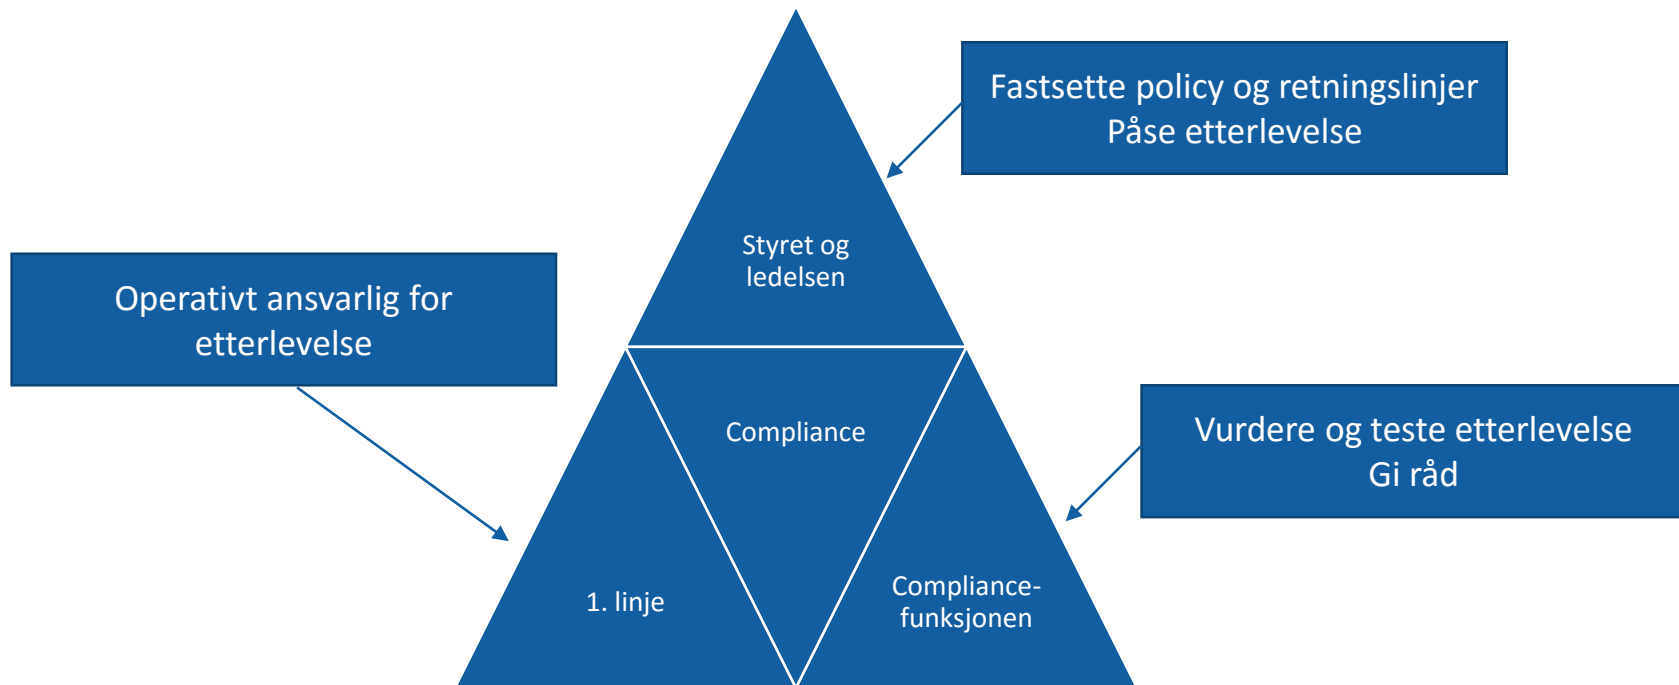 Fastsette policy og retningslinjer
Påse etterlevelse
Styret og
ledelsen
Operativt ansvarlig for
etterlevelse
Compliance
Vurdere og teste etterlevelse
Gi råd
1. linje
Compliance-
funksjonen